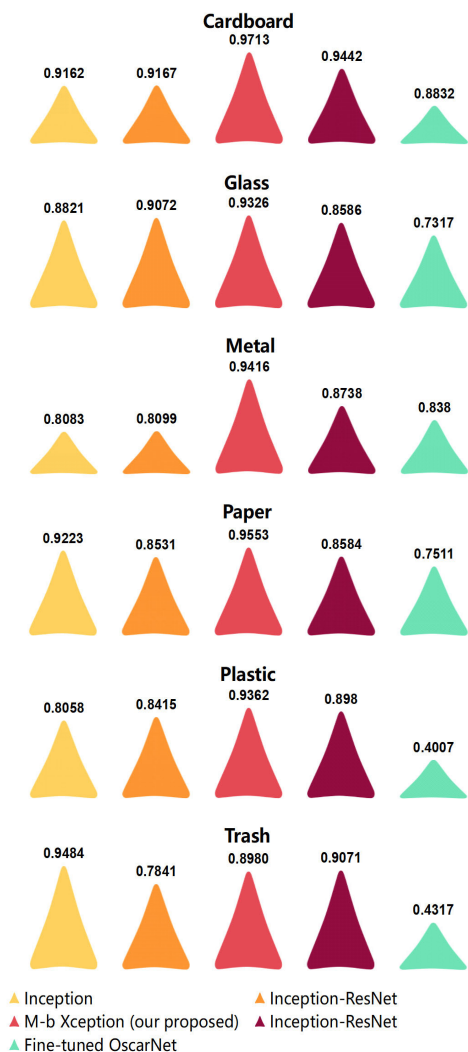 Cardboard
0.9162 0.9167 0.9713 0.9442 0.8832
Glass
0.8821 0.9072 0.9326 0.8586 0.7317
Metal
0.8083 0.8099 0.9416 0.8738 0.838
Paper
0.9223 0.8531 0.9553 0.8584 0.7511
Plastic
0.8058 0.8415 0.9362 0.898 0.4007
Trash
0.9484 0.7841 0.8980 0.9071 0.4317
Inception Inception-ResNet
M-b Xception (our proposed) Inception-ResNet
Fine-tuned OscarNet